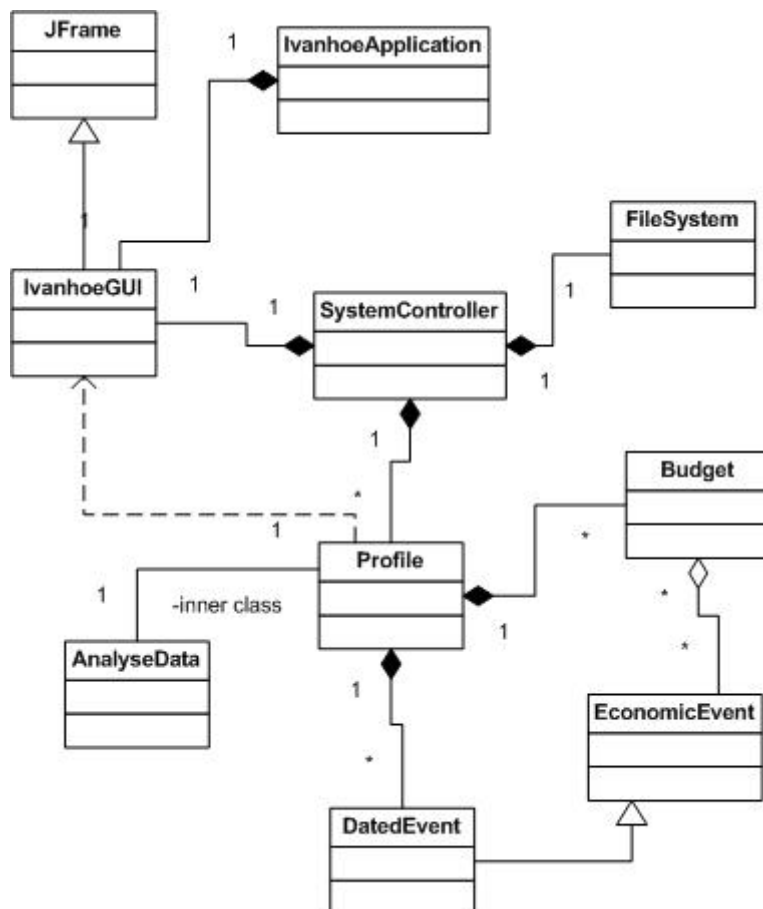 JFrame
1
IvanhoeApplication
1
FileSystem
IvanhoeGUI
1
1
SystemController
1
1
1
Budget
*
1
Profile
*
*
1
-inner class
1
*
AnalyseData
1
EconomicEvent
*
DatedEvent